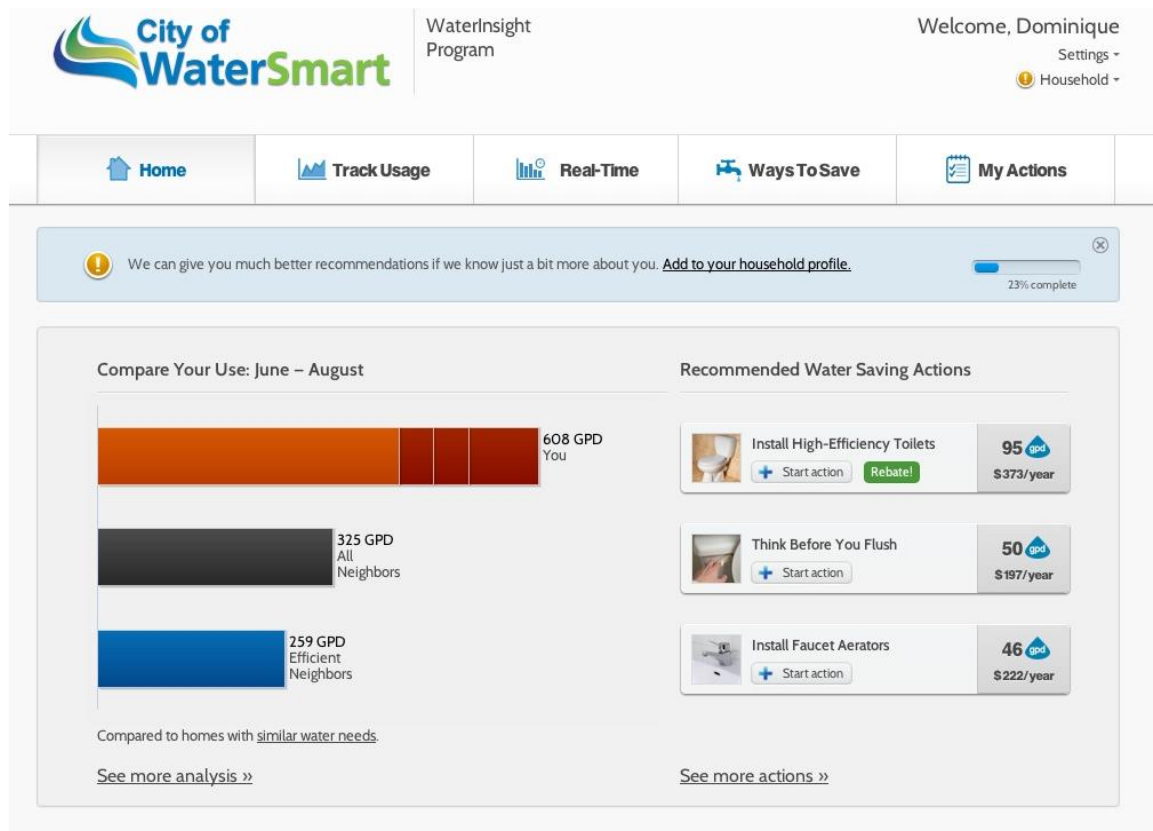 City of
WaterSmart
WaterInsight
Program
Welcome, Dominique
Settings
Household
Home
Track Usage
Real-Time
Ways To Save
My Actions
We can give you much better recommendations if we know just a bit more about you. Add to your household profile.
23% complete
Compare Your Use: June – August
608 GPD
You
325 GPD
All
Neighbors
259 GPD
Efficient
Neighbors
Compared to homes with similar water needs.
See more analysis »
Recommended Water Saving Actions
Install High-Efficiency Toilets
Start action Rebate!
95 gpd
$373/year
Think Before You Flush
Start action
50 gpd
$197/year
Install Faucet Aerators
Start action
46 gpd
$222/year
See more actions »